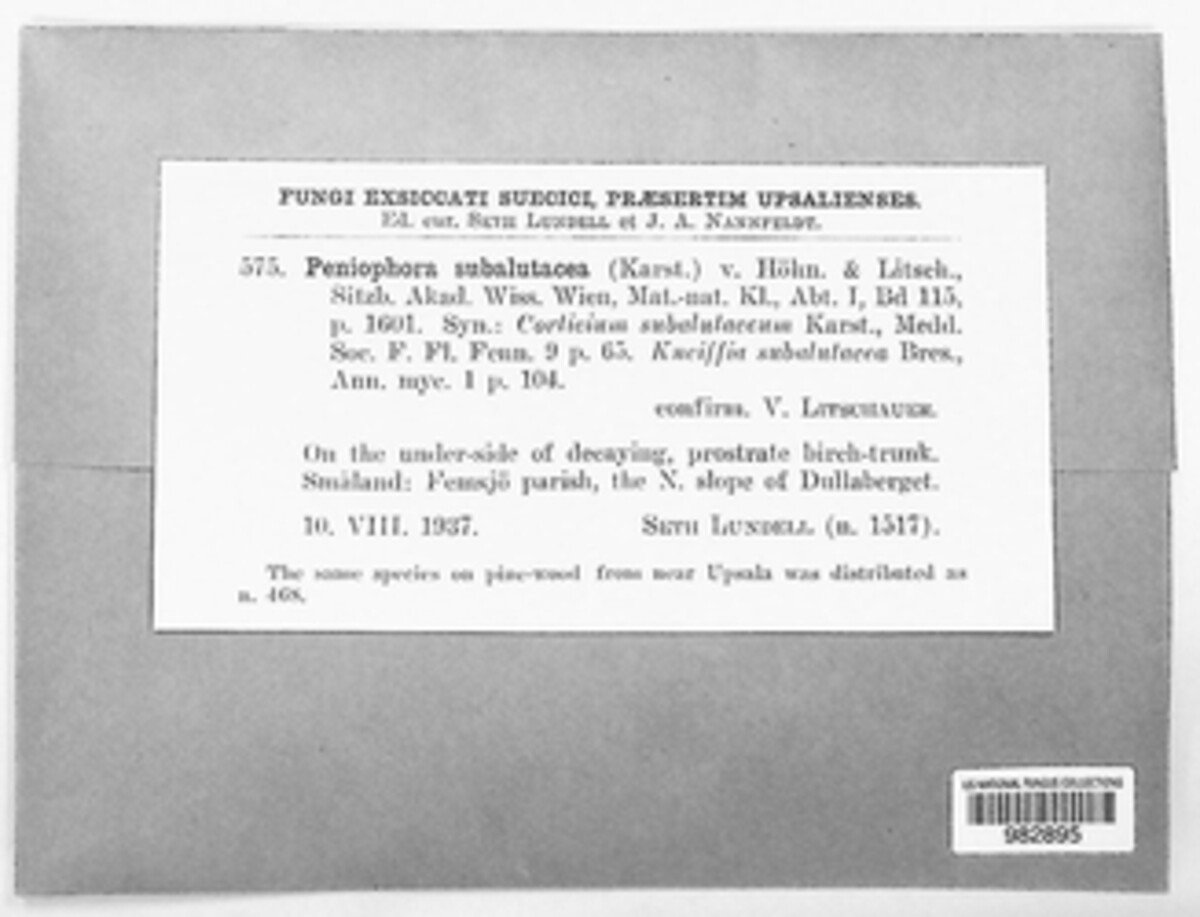 FUNGI EXSICCATI SUECICI, PRÆSERTIM UPSALIENSES.
Ed. cur. SETH LUNDELL et J. A. NANNFELDT.
575. Peniophora subalutacea (Karst.) v. Höhn. & Litsch.,
Sitzb. Akad. Wiss. Wien, Mat.-nat. Kl., Abt. I, Bd 115,
p. 1601. Syn.: Corticium subalutaceum Karst., Medd.
Soc. F. Fl. Fenn. 9 p. 65. Kneiffia subalutacea Bres.,
Ann. myc. 1 p. 104.
confirm. V. LITSCHAUER.
On the under-side of decaying, prostrate birch-trunk.
Småland: Femsjö parish, the N. slope of Dullaberget.
10. VIII. 1937. SETH LUNDELL (n. 1517).
The same species on pine-wood from near Upsala was distributed as
n. 468.
US NATIONAL FUNGUS COLLECTIONS
982895